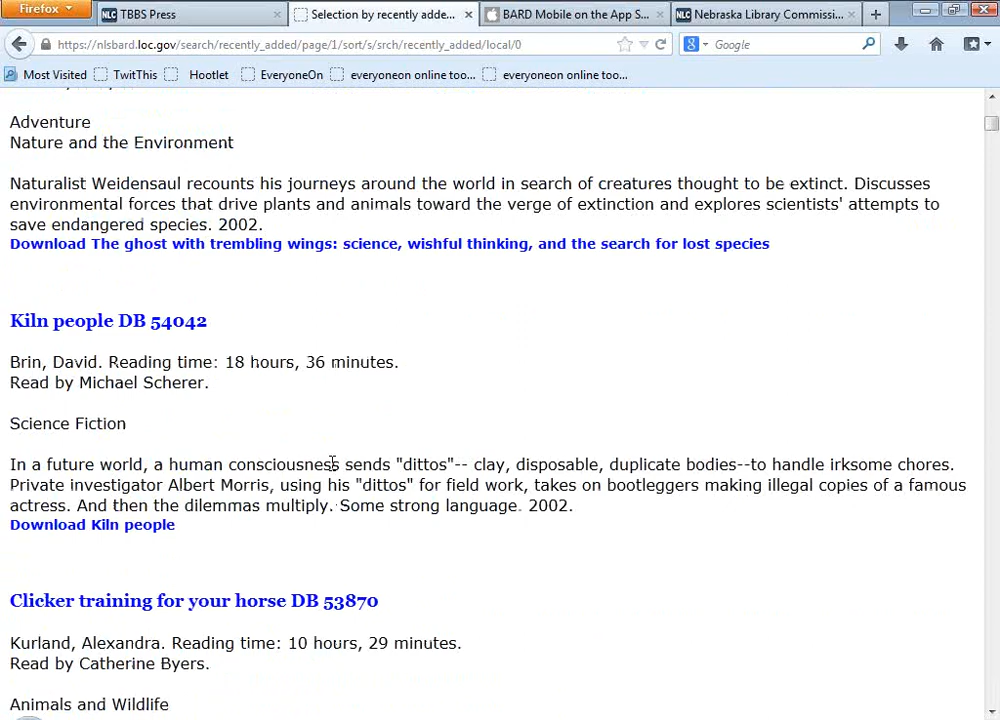 Firefox
TBBS Press
Selection by recently adde...
BARD Mobile on the App S...
Nebraska Library Commissi...
https://nlsbard.loc.gov/search/recently_added/page/1/sort/s/srch/recently_added/local/0
Google
Most Visited
TwitThis
Hootlet
EveryoneOn
everyoneon online too...
everyoneon online too...
Adventure
Nature and the Environment
Naturalist Weidensaul recounts his journeys around the world in search of creatures thought to be extinct. Discusses
environmental forces that drive plants and animals toward the verge of extinction and explores scientists' attempts to
save endangered species. 2002.
Download The ghost with trembling wings: science, wishful thinking, and the search for lost species
Kiln people DB 54042
Brin, David. Reading time: 18 hours, 36 minutes.
Read by Michael Scherer.
Science Fiction
In a future world, a human consciousness sends "dittos"-- clay, disposable, duplicate bodies--to handle irksome chores.
Private investigator Albert Morris, using his "dittos" for field work, takes on bootleggers making illegal copies of a famous
actress. And then the dilemmas multiply. Some strong language. 2002.
Download Kiln people
Clicker training for your horse DB 53870
Kurland, Alexandra. Reading time: 10 hours, 29 minutes.
Read by Catherine Byers.
Animals and Wildlife